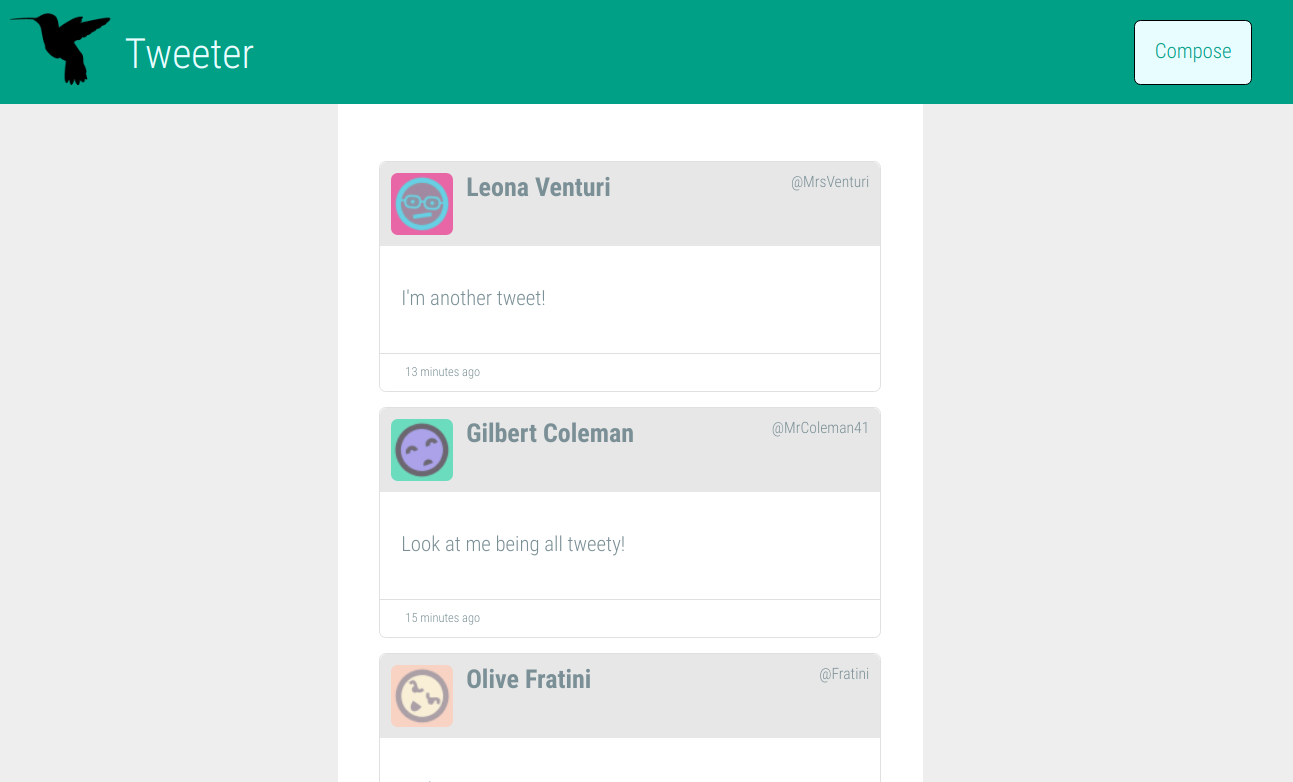 Tweeter
Compose
Leona Venturi @MrsVenturi
I'm another tweet!
13 minutes ago
Gilbert Coleman @MrColeman41
Look at me being all tweety!
15 minutes ago
Olive Fratini @Fratini